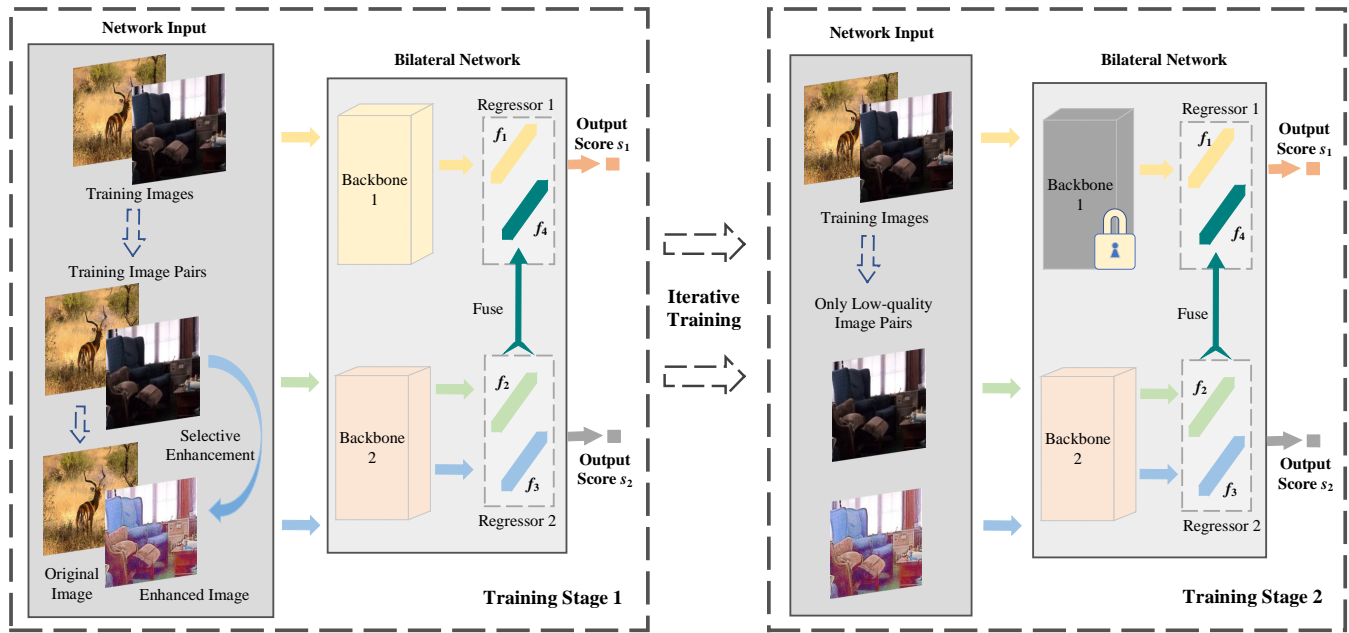 Network Input
Training Images
Training Image Pairs
Selective
Enhancement
Original
Image
Enhanced Image
Bilateral Network
Backbone
1
Regressor 1
f1
f4
Output
Score s1
Fuse
Backbone
2
f2
f3
Regressor 2
Output
Score s2
Training Stage 1
Iterative
Training
Network Input
Training Images
Only Low-quality
Image Pairs
Bilateral Network
Backbone
1
Regressor 1
f1
f4
Output
Score s1
Fuse
Backbone
2
f2
f3
Regressor 2
Output
Score s2
Training Stage 2